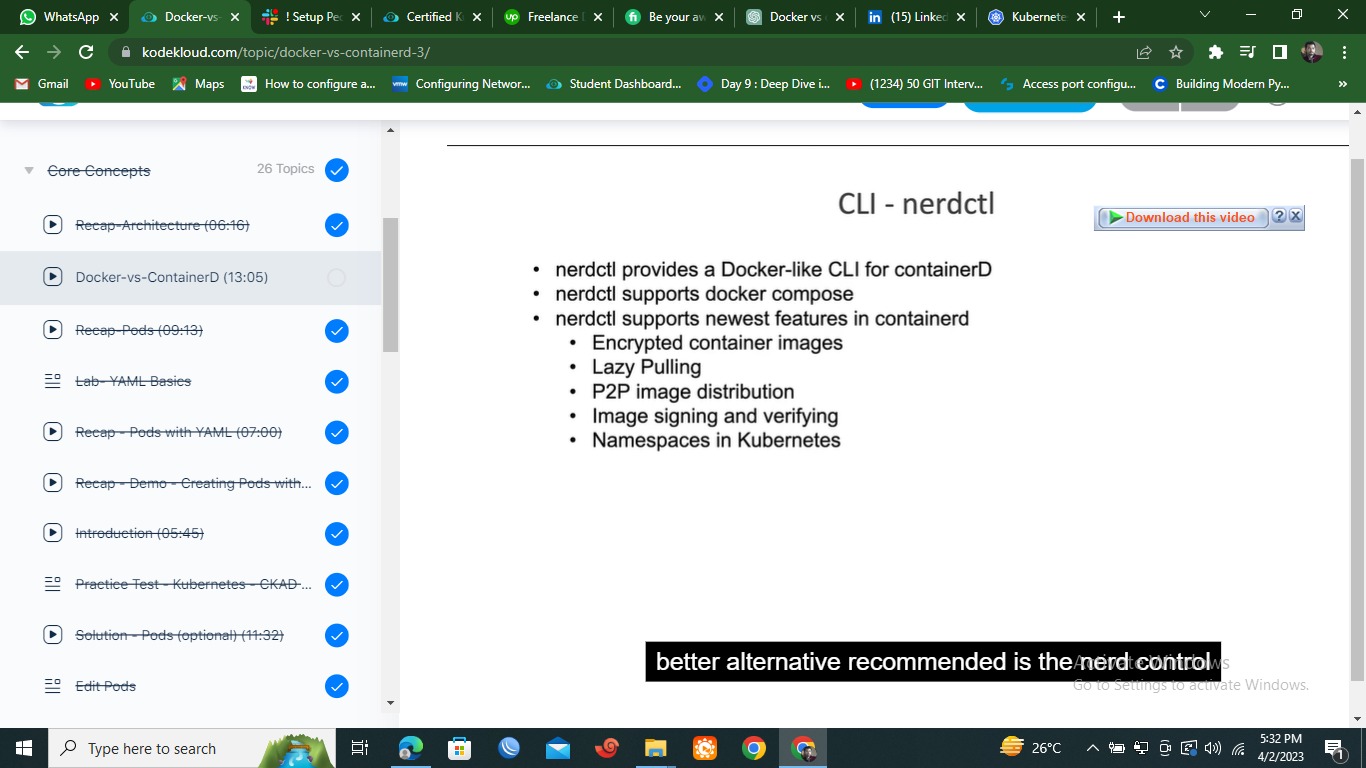 WhatsApp
Docker-vs-
! Setup Pec
Certified K
Freelance
Be your aw
Docker vs
(15) Linked
Kubernete
kodekloud.com/topic/docker-vs-containerd-3/
Gmail
YouTube
Maps
How to configure a...
Configuring Networ...
Student Dashboard...
Day 9 : Deep Dive i...
(1234) 50 GIT Interv...
Access port configu...
Building Modern Py...
Core Concepts
26 Topics
Recap-Architecture (06:16)
Docker-vs-ContainerD (13:05)
Recap-Pods (09:13)
Lab- YAML Basics
Recap - Pods with YAML (07:00)
Recap - Demo - Creating Pods with...
Introduction (05:45)
Practice Test - Kubernetes - CKAD ...
Solution - Pods (optional) (11:32)
Edit Pods
CLI - nerdctl
Download this video
• nerdctl provides a Docker-like CLI for containerD
• nerdctl supports docker compose
• nerdctl supports newest features in containerd
• Encrypted container images
• Lazy Pulling
• P2P image distribution
• Image signing and verifying
• Namespaces in Kubernetes
better alternative recommended is the nerd control
Activate Windows
Go to Settings to activate Windows.
Type here to search
26°C
5:32 PM
4/2/2023
1